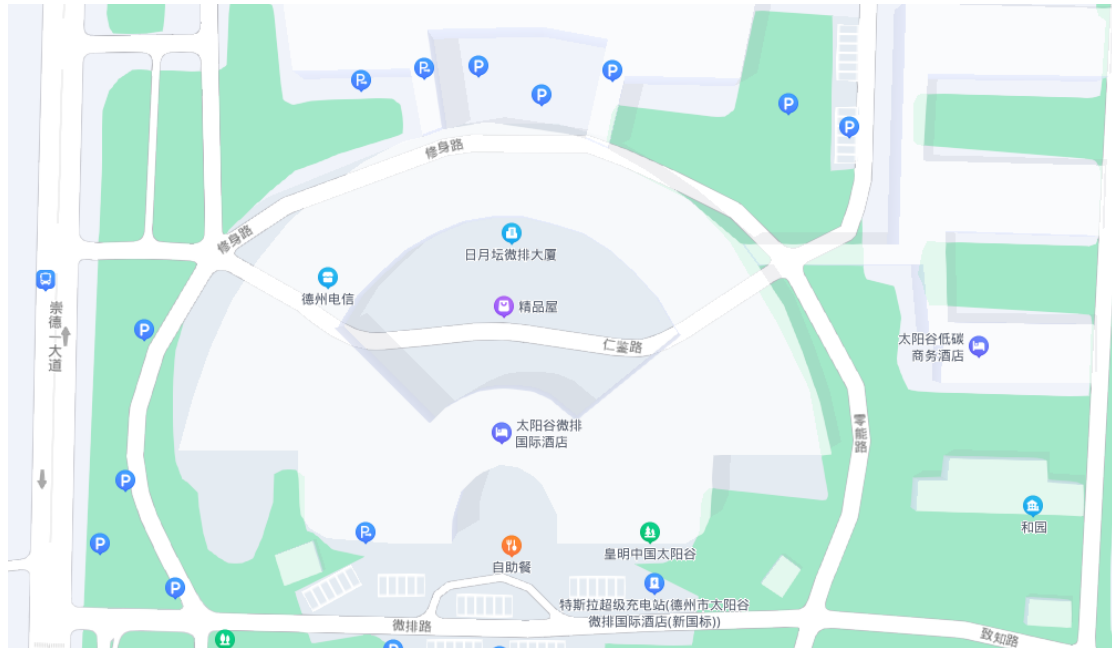 修身路
修身路
日月坛微排大厦
德州电信
精品屋
崇德一大道
仁鉴路
太阳谷低碳
商务酒店
太阳谷微排
国际酒店
零能路
和园
皇明中国太阳谷
自助餐
特斯拉超级充电站(德州市太阳谷
微排国际酒店(新国标))
微排路
致知路
P
P
P
P
P
P
P
P
P
P
P
P
P
P